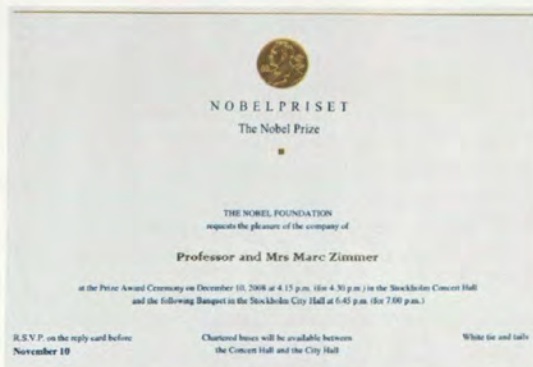 NOBELPRISET
The Nobel Prize
THE NOBEL FOUNDATION
requests the pleasure of the company of
Professor and Mrs Marc Zimmer
at the Prize Award Ceremony on December 10, 2008 at 4.15 p.m. (for 4.30 p.m.) in the Stockholm Concert Hall
and the following Banquet in the Stockholm City Hall at 6.45 p.m. (for 7.00 p.m.)
R.S.V.P. on the reply card before
November 10
Chartered buses will be available between
the Concert Hall and the City Hall
White tie and tails